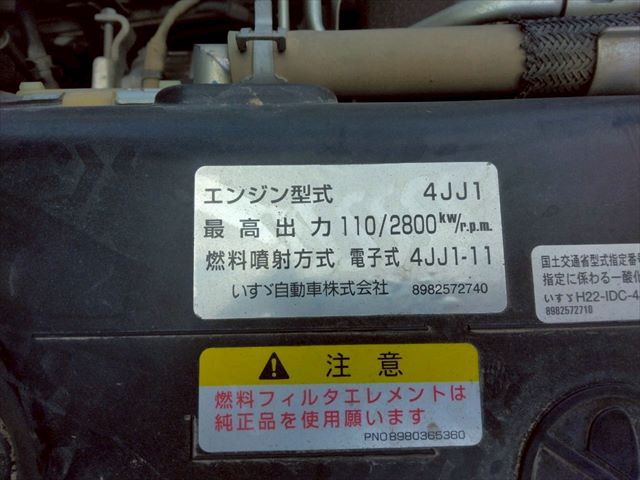 エンジン型式 4JJ1
最高出力 110/2800kw/r.p.m.
燃料噴射方式 電子式 4JJ1-11
いすゞ自動車株式会社 8982572740
国土交通省型式指定番号
指定に係わる一酸化
いすゞH22-IDC-4
8982572710
注意
燃料フィルタエレメントは
純正品を使用願います
PNO8980365360